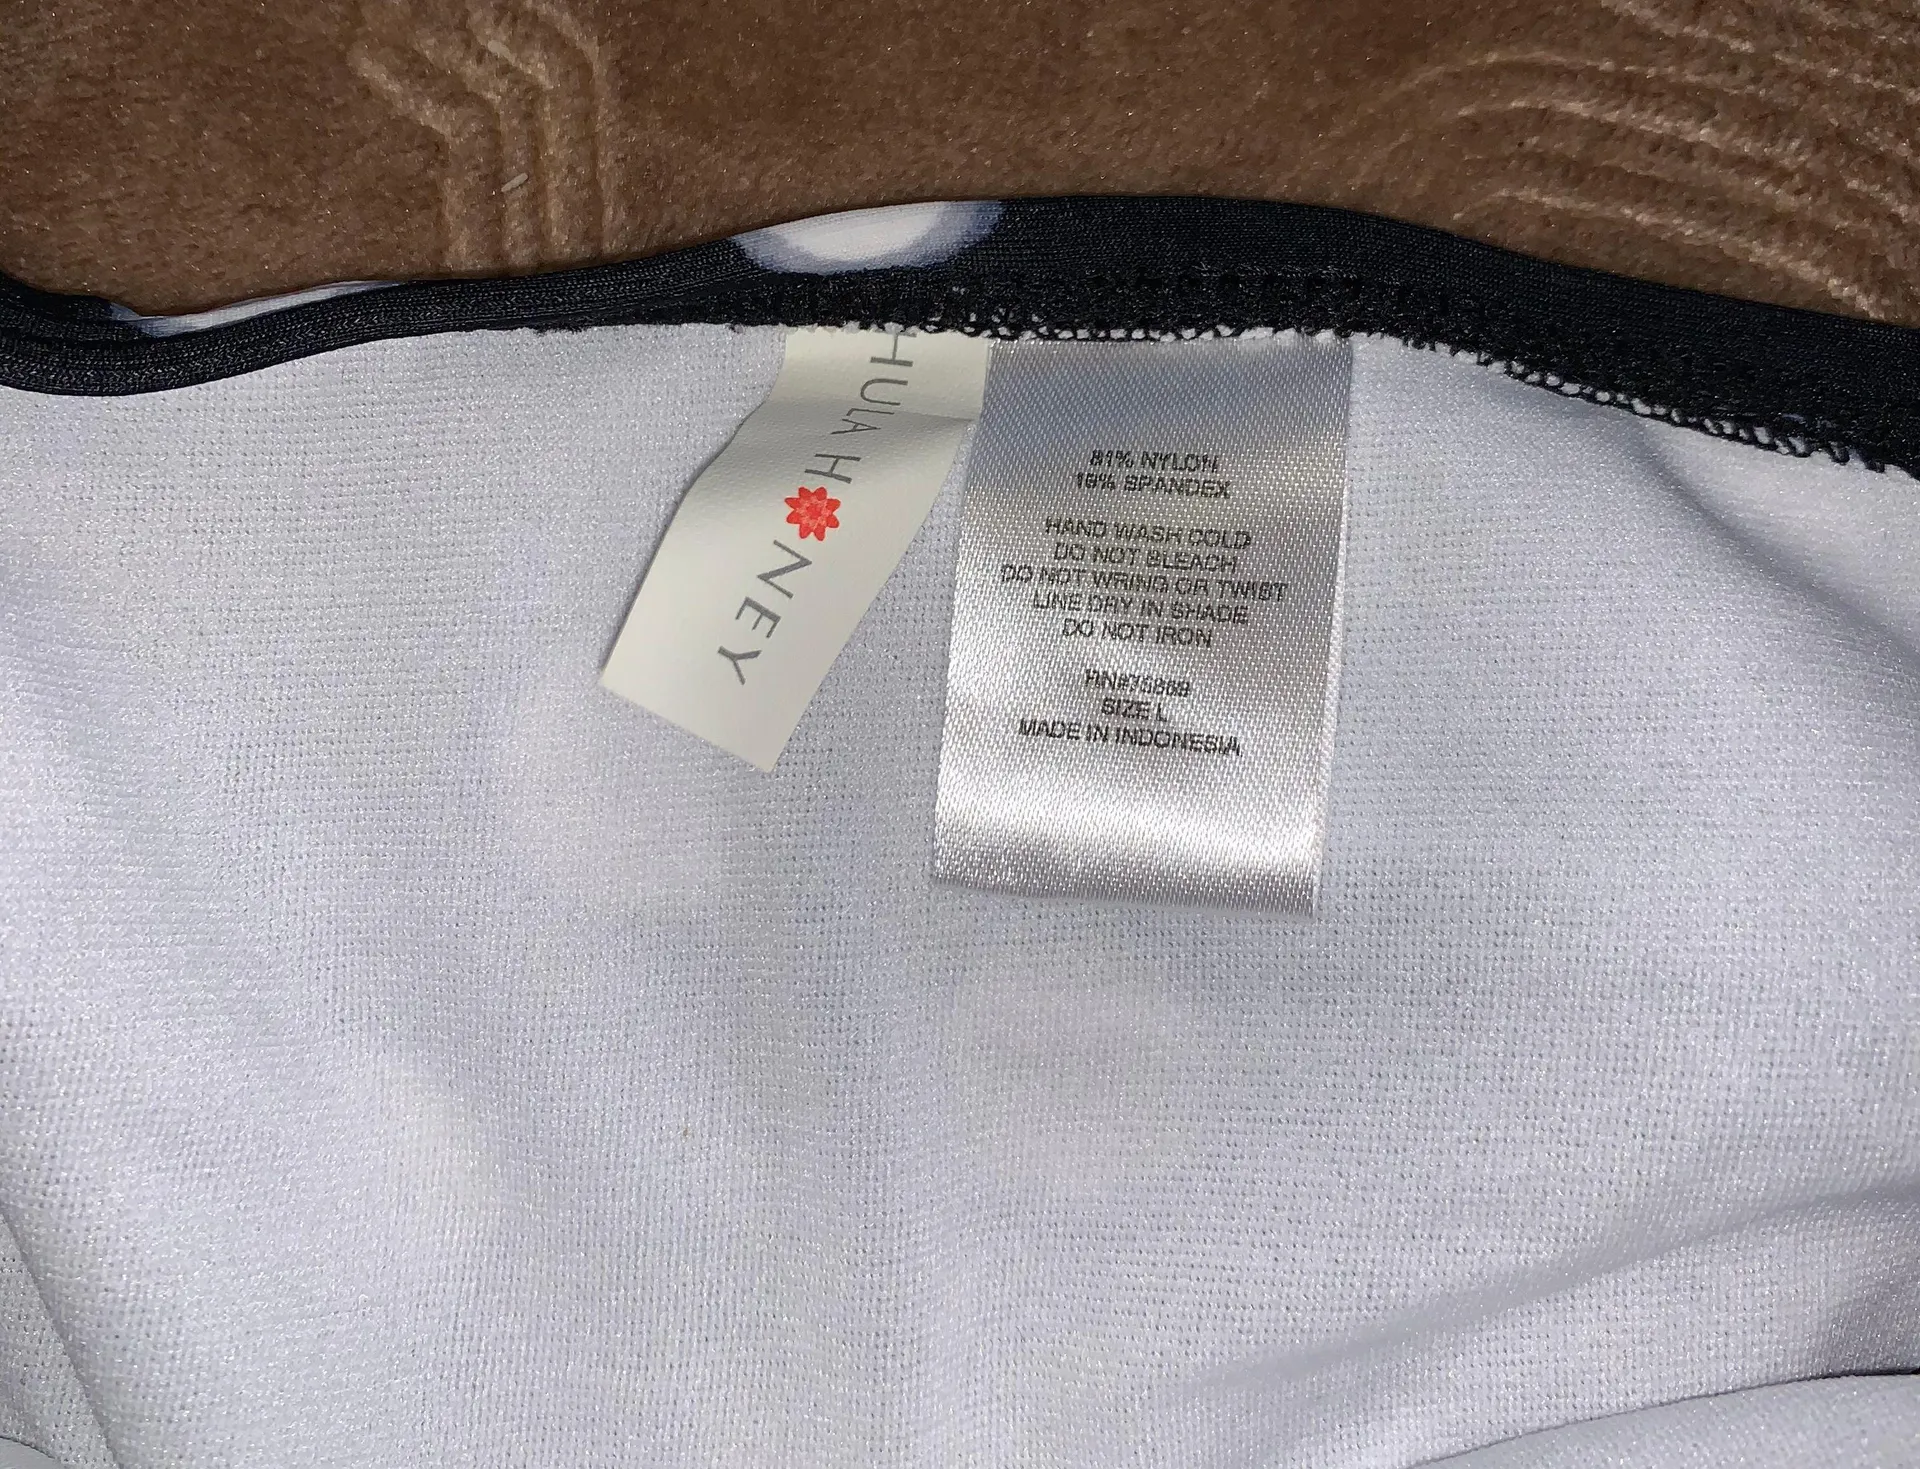 HULA H NEY
81% NYLON
19% SPANDEX
HAND WASH COLD
DO NOT BLEACH
DO NOT WRING OR TWIST
LINE DRY IN SHADE
DO NOT IRON
SIZE L
MADE IN INDONESIA